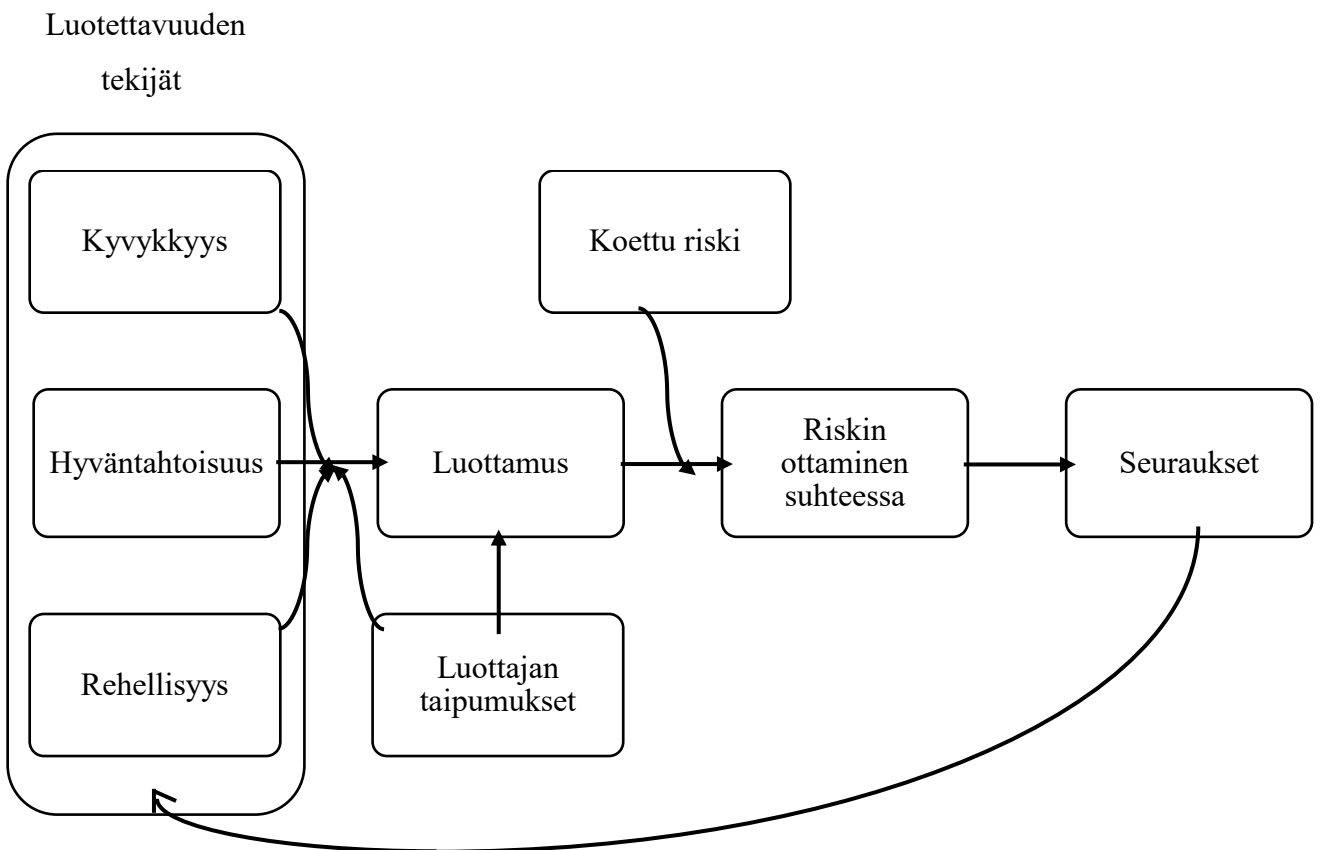 Luotettavuuden
tekijät
Kyvykkyys
Koettu riski
Hyväntahtoisuus
Luottamus
Riskin
ottaminen
suhteessa
Seuraukset
Rehellisyys
Luottajan
taipumukset